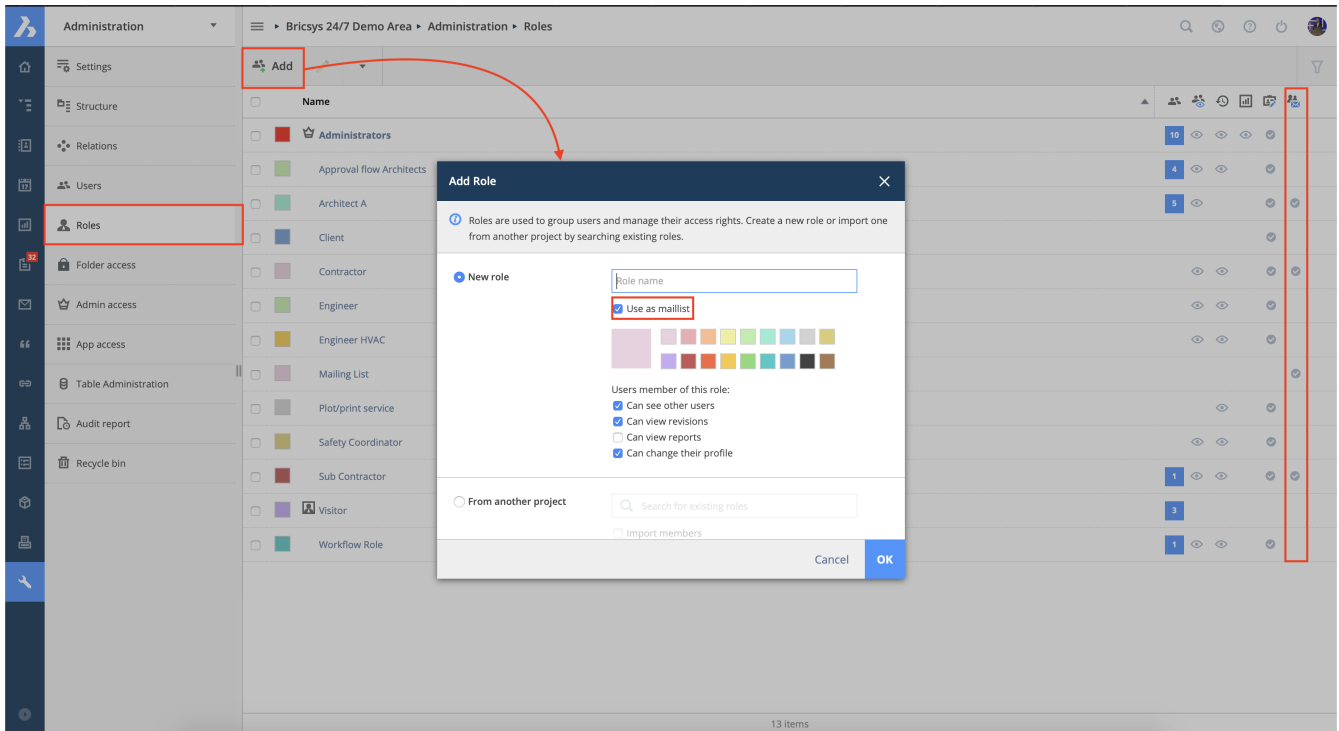 Administration
Bricsys 24/7 Demo Area ▸ Administration ▸ Roles
Settings
Structure
Relations
17
Users
Roles
32
Folder access
Admin access
App access
Table Administration
Audit report
Recycle bin
Add
Name
Administrators
10
Approval flow Architects
4
Architect A
5
Client
Contractor
Engineer
Engineer HVAC
Mailing List
Plot/print service
Safety Coordinator
Sub Contractor
1
Visitor
3
Workflow Role
1
Add Role
Roles are used to group users and manage their access rights. Create a new role or import one
from another project by searching existing roles.
New role
Role name
Use as maillist
Users member of this role:
Can see other users
Can view revisions
Can view reports
Can change their profile
From another project
Search for existing roles
Import members
Cancel
OK
13 items